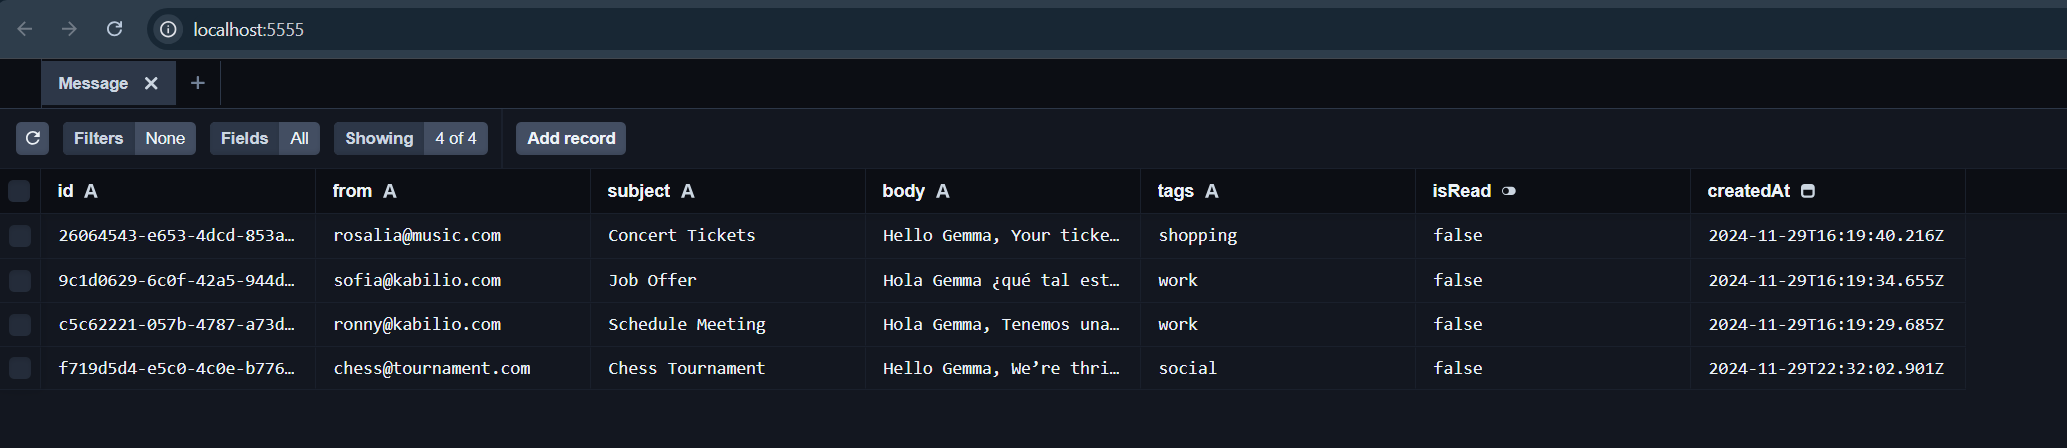 localhost:5555
Message
Filters None Fields All Showing 4 of 4 Add record
id A from A subject A body A tags A isRead createdAt
26064543-e653-4dcd-853a… rosalia@music.com Concert Tickets Hello Gemma, Your ticke… shopping false 2024-11-29T16:19:40.216Z
9c1d0629-6c0f-42a5-944d… sofia@kabilio.com Job Offer Hola Gemma ¿qué tal est… work false 2024-11-29T16:19:34.655Z
c5c62221-057b-4787-a73d… ronny@kabilio.com Schedule Meeting Hola Gemma, Tenemos una… work false 2024-11-29T16:19:29.685Z
f719d5d4-e5c0-4c0e-b776… chess@tournament.com Chess Tournament Hello Gemma, We’re thri… social false 2024-11-29T22:32:02.901Z